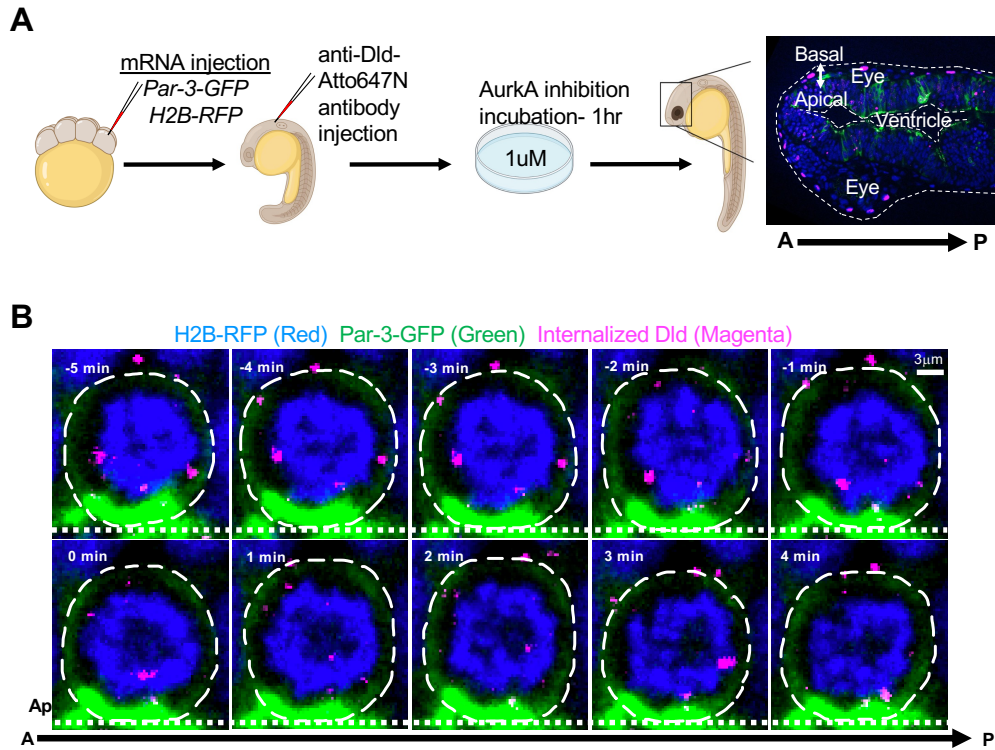 A
mRNA injection
Par-3-GFP
H2B-RFP
anti-Dld-
Atto647N
antibody
injection
AurkA inhibition
incubation- 1hr
1uM
Basal
Eye
Apical
Ventricle
Eye
A P
B
H2B-RFP (Red) Par-3-GFP (Green) Internalized Dld (Magenta)
-5 min -4 min -3 min -2 min -1 min 3μm
0 min 1 min 2 min 3 min 4 min
Ap
A P